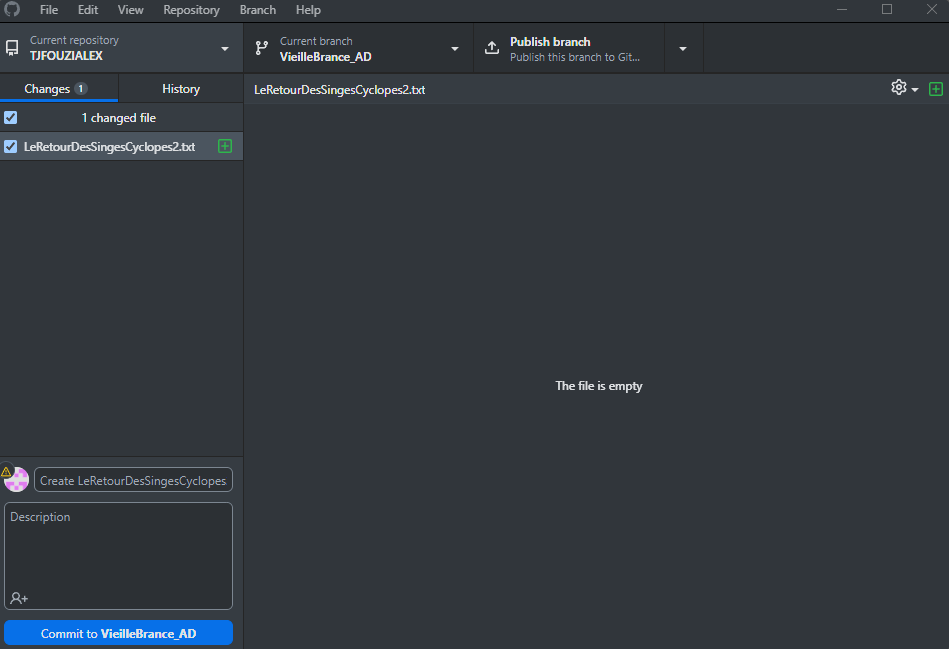 File Edit View Repository Branch Help
Current repository
TJFOUZIALEX
Current branch
VieilleBrance_AD
Publish branch
Publish this branch to Git...
Changes 1
History
LeRetourDesSingesCyclopes2.txt
1 changed file
LeRetourDesSingesCyclopes2.txt
The file is empty
Create LeRetourDesSingesCyclopes
Description
Commit to VieilleBrance_AD